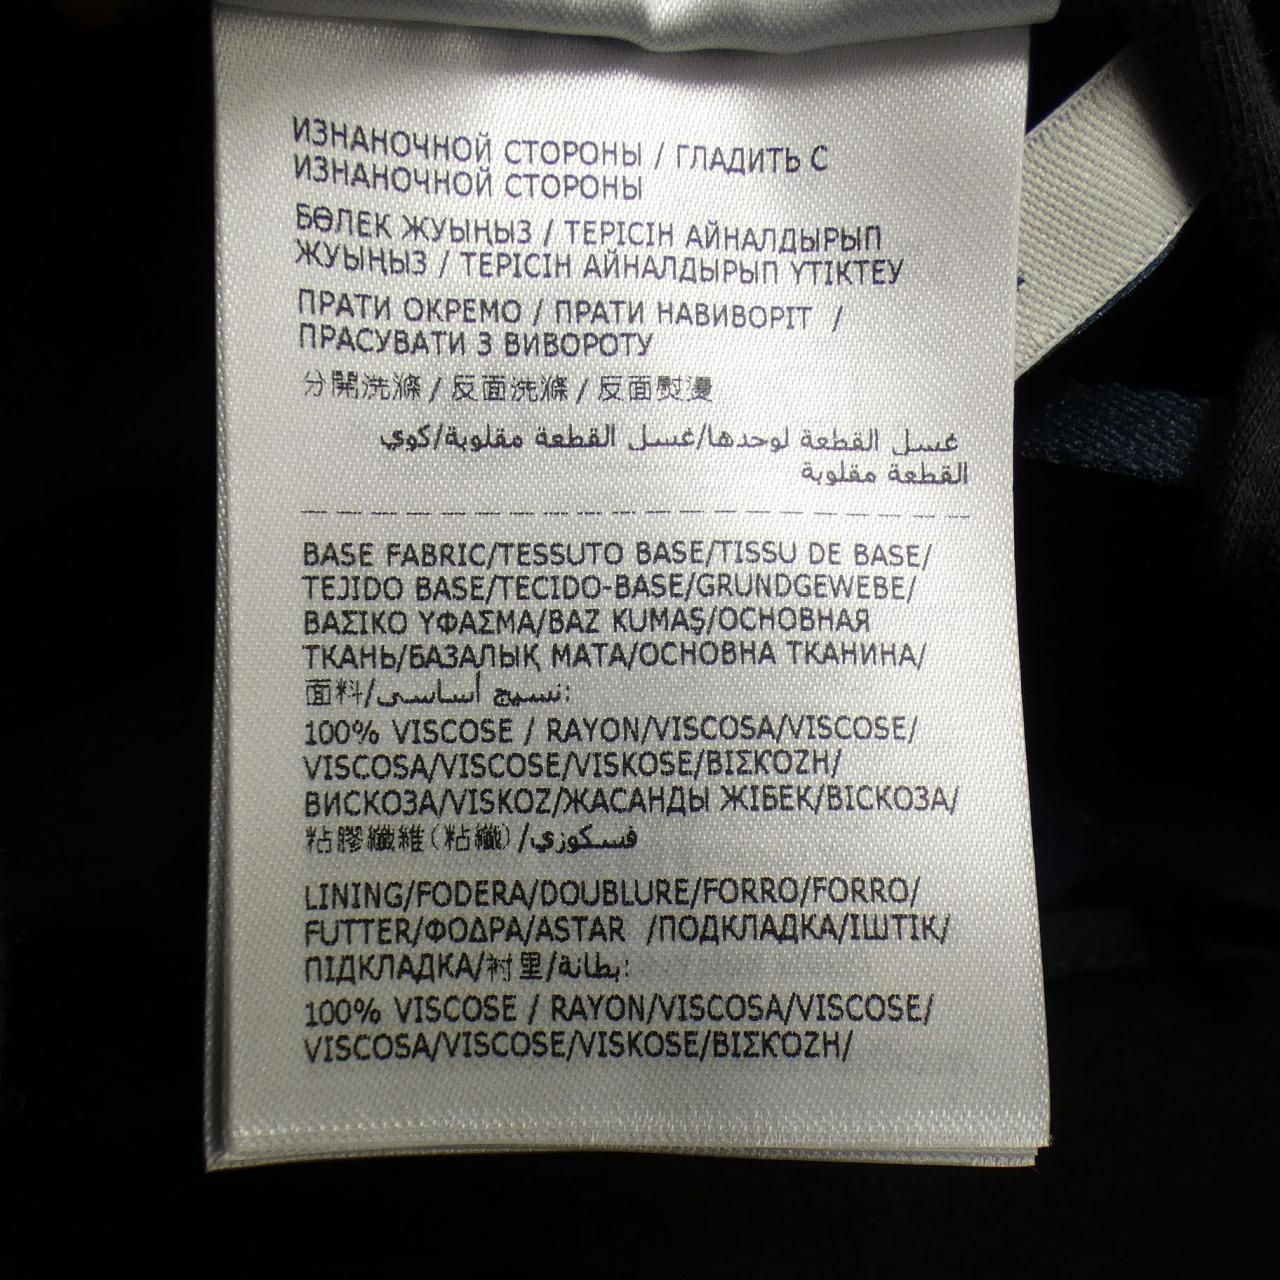 ИЗНАНОЧНОЙ СТОРОНЫ / ГЛАДИТЬ С
ИЗНАНОЧНОЙ СТОРОНЫ
БӨЛЕК ЖУЫҢЫЗ / ТЕРІСІН АЙНАЛДЫРЫП
ЖУЫҢЫЗ / ТЕРІСІН АЙНАЛДЫРЫП ҮТІКТЕУ
ПРАТИ ОКРЕМО / ПРАТИ НАВИВОРІТ /
ПРАСУВАТИ З ВИВОРОТУ
分開洗滌 / 反面洗滌 / 反面熨燙
غسل القطعة لوحدها/غسل القطعة مقلوبة/كوي
القطعة مقلوبة
BASE FABRIC/TESSUTO BASE/TISSU DE BASE/
TEJIDO BASE/TECIDO-BASE/GRUNDGEWEBE/
ΒΑΣΙΚΟ ΥΦΑΣΜΑ/BAZ KUMAŞ/ОСНОВНАЯ
ТКАНЬ/БАЗАЛЫҚ МАТА/ОСНОВНА ТКАНИНА/
面料/نسيج أساسى:
100% VISCOSE / RAYON/VISCOSA/VISCOSE/
VISCOSA/VISCOSE/VISKOSE/ΒΙΣΚΌΖΗ/
ВИСКОЗА/VISKOZ/ЖАСАНДЫ ЖІБЕК/ВІСКОЗА/
粘膠纖維(粘纖)/فسكوزي
LINING/FODERA/DOUBLURE/FORRO/FORRO/
FUTTER/ΦΟΔΡΑ/ASTAR /ПОДКЛАДКА/ІШТІК/
ПІДКЛАДКА/衬里/بطانة:
100% VISCOSE / RAYON/VISCOSA/VISCOSE/
VISCOSA/VISCOSE/VISKOSE/ΒΙΣΚΌΖΗ/